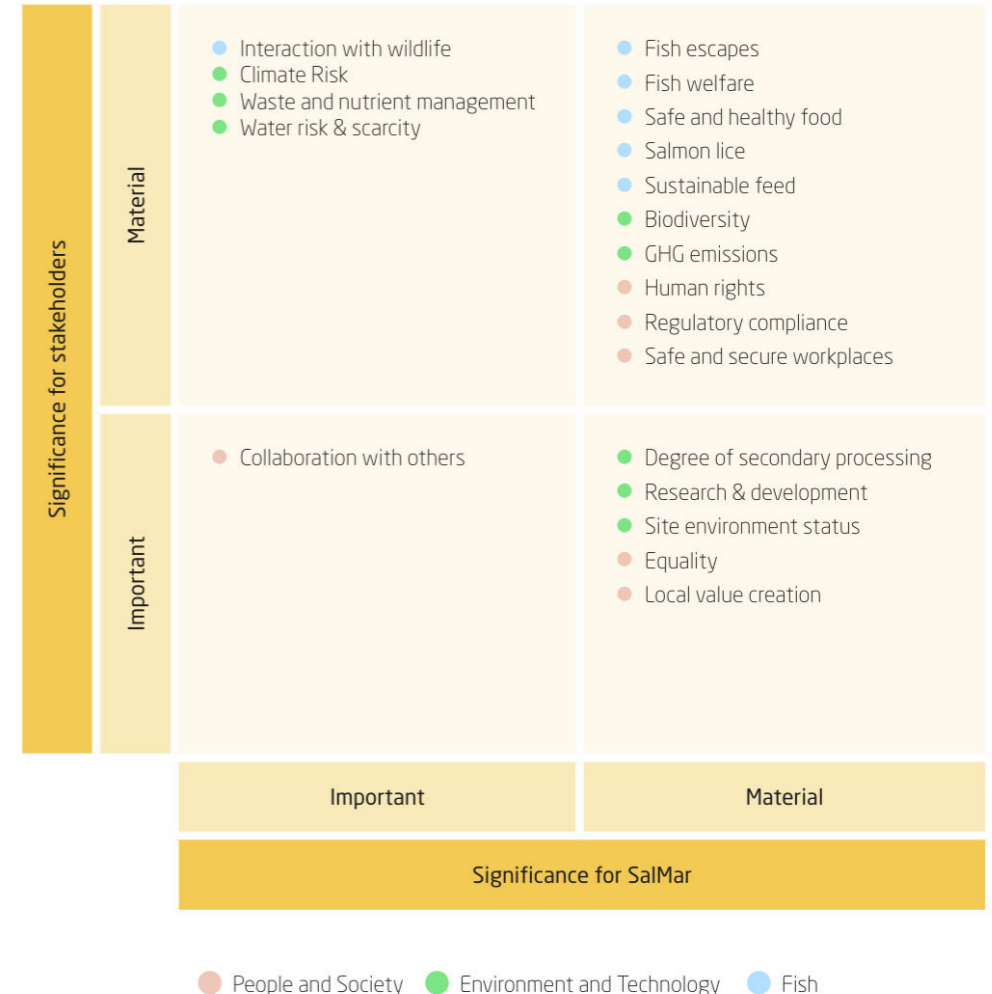 Significance for stakeholders
Material
Interaction with wildlife
Climate Risk
Waste and nutrient management
Water risk & scarcity
Fish escapes
Fish welfare
Safe and healthy food
Salmon lice
Sustainable feed
Biodiversity
GHG emissions
Human rights
Regulatory compliance
Safe and secure workplaces
Important
Collaboration with others
Degree of secondary processing
Research & development
Site environment status
Equality
Local value creation
Important
Material
Significance for SalMar
People and Society
Environment and Technology
Fish